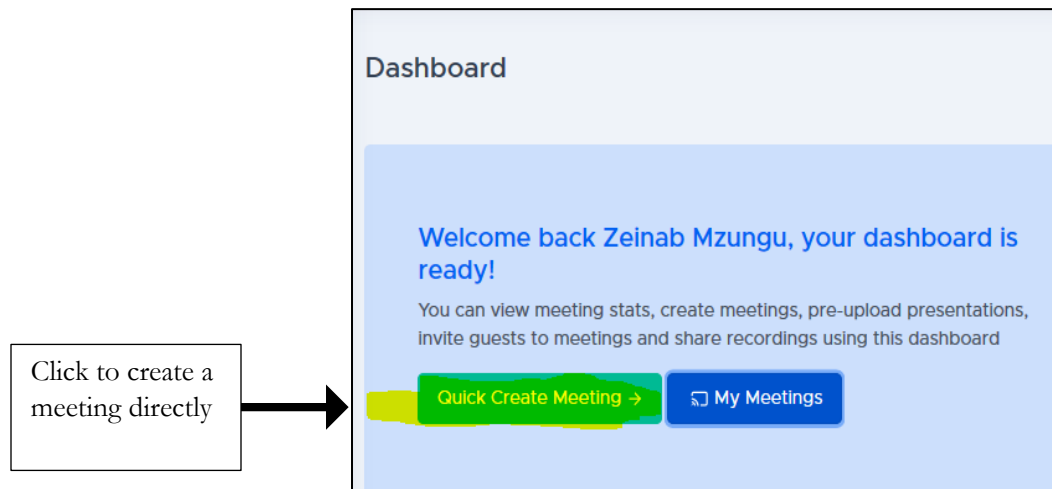 Dashboard
Welcome back Zeinab Mzungu, your dashboard is
ready!
You can view meeting stats, create meetings, pre-upload presentations,
invite guests to meetings and share recordings using this dashboard
Click to create a
meeting directly
Quick Create Meeting →
My Meetings